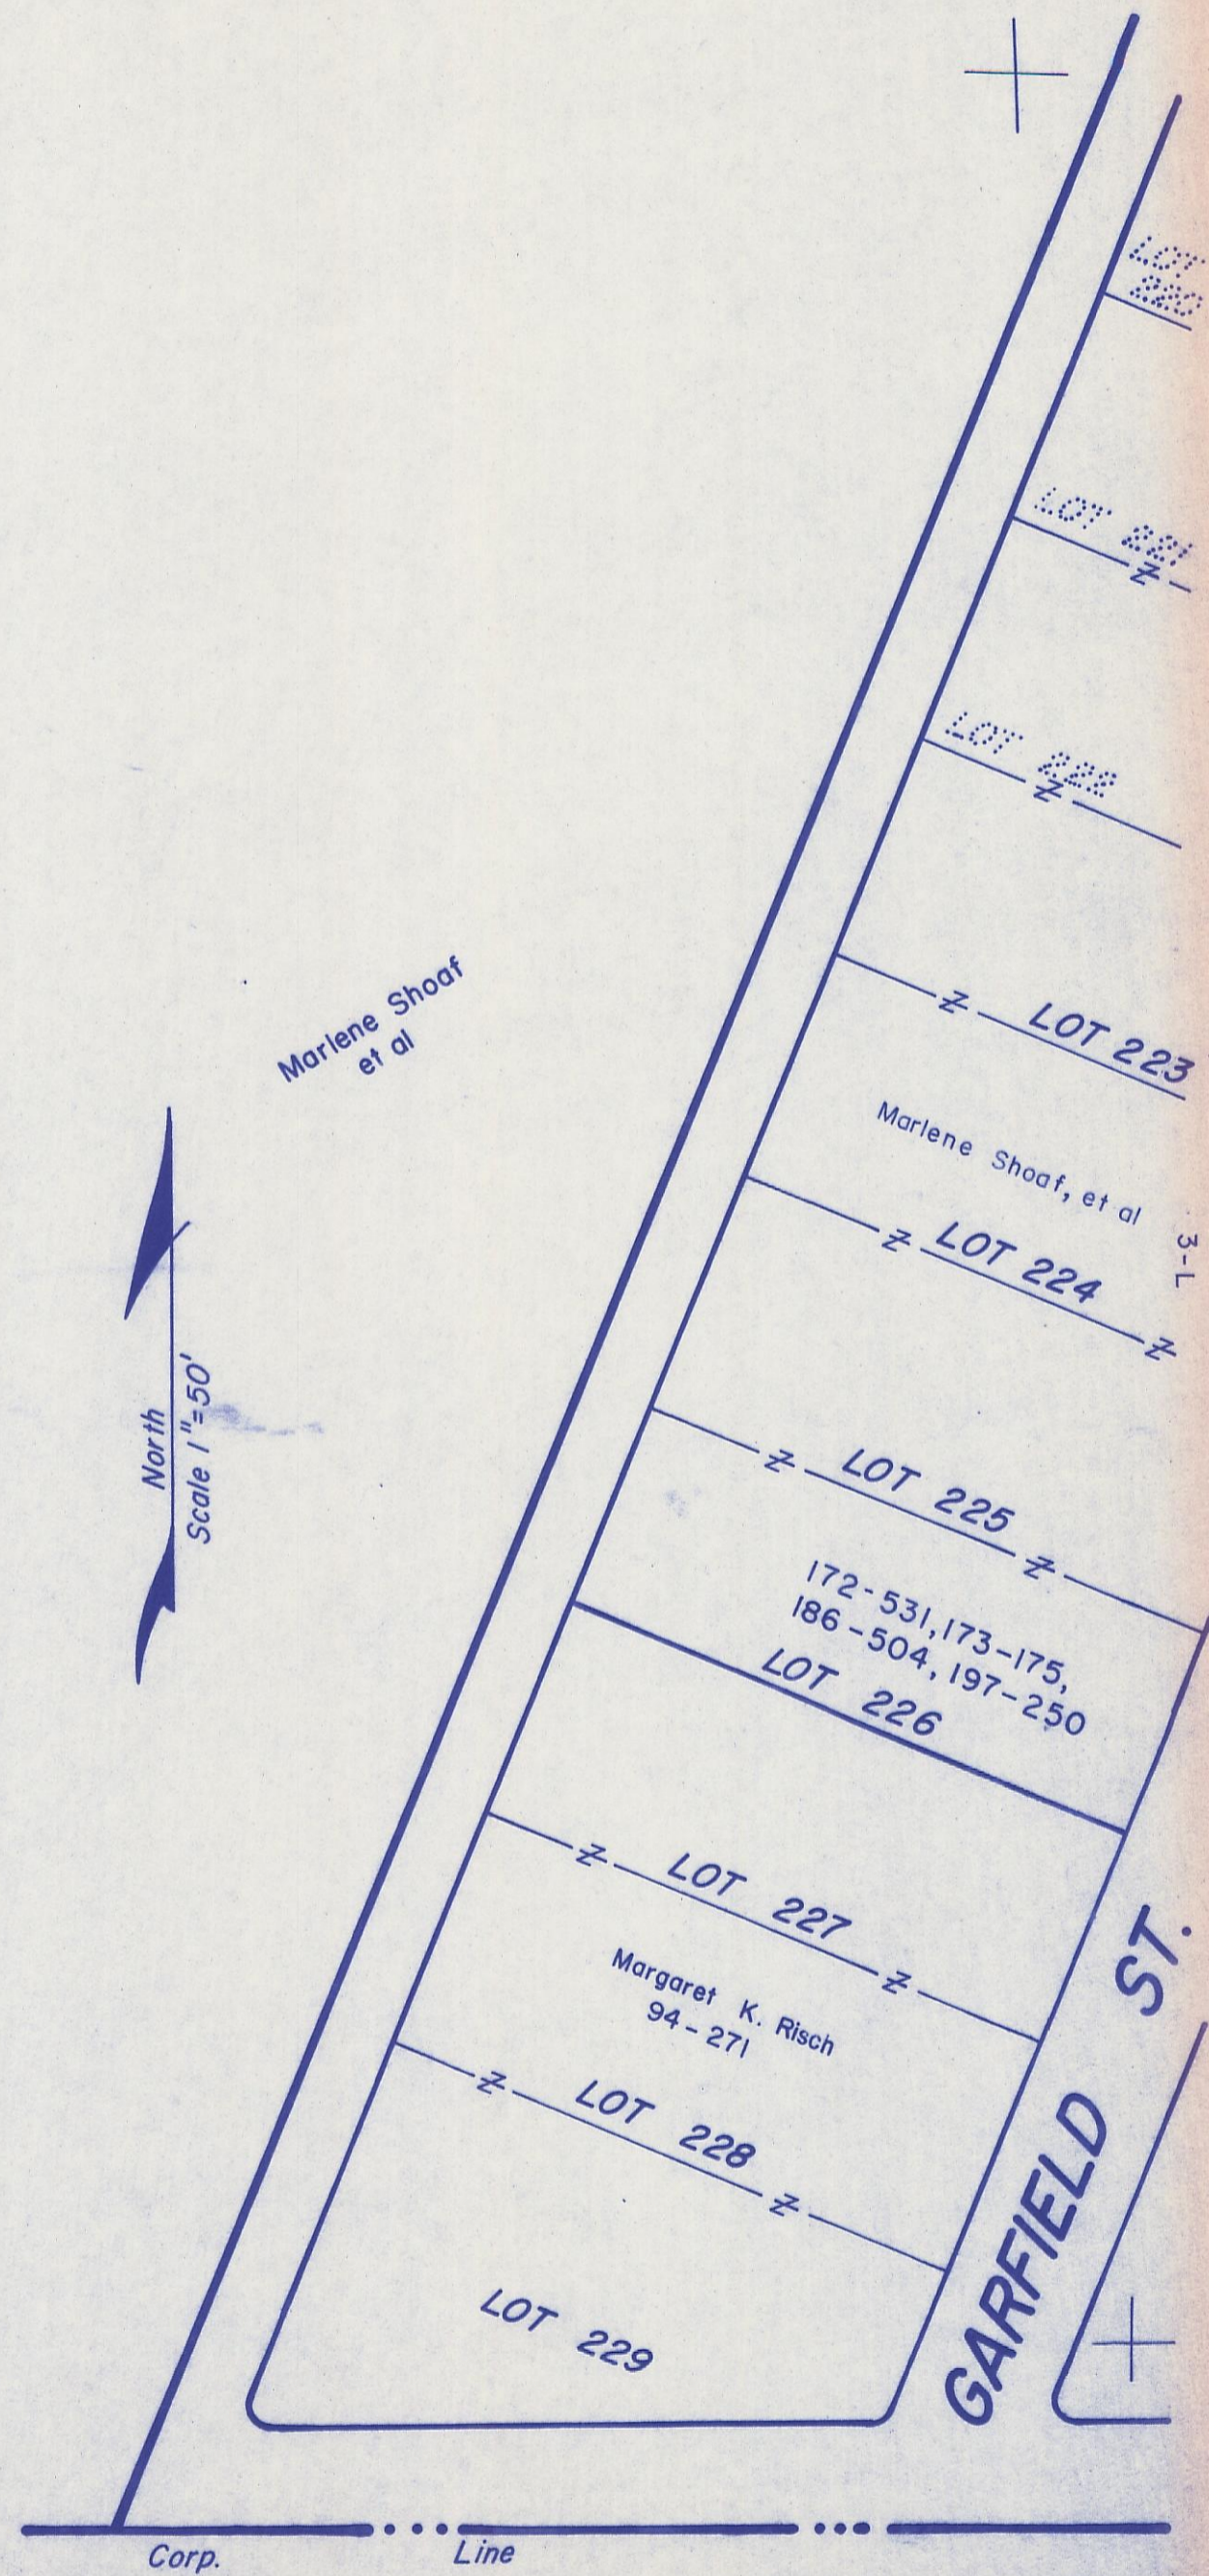 LOT
220
LOT 221
Z
LOT 222
Z
Marlene Shoaf
et al
Z LOT 223
Marlene Shoaf, et al
3-L
Z LOT 224 Z
North
Scale 1"=50'
Z LOT 225 Z
172-531, 173-175,
186-504, 197-250
LOT 226
Z LOT 227 Z
Margaret K. Risch
94-271
Z LOT 228 Z
LOT 229
GARFIELD ST.
Corp. Line